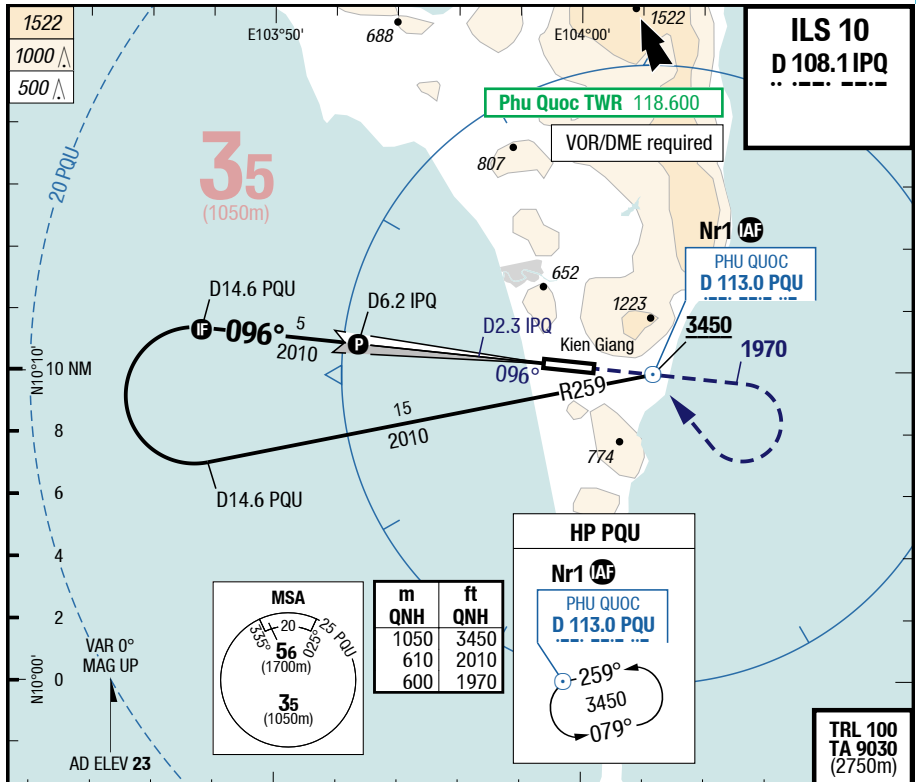 1522
1000
500
E103°50'
688
E104°00'
1522
ILS 10
D 108.1 IPQ
Phu Quoc TWR 118.600
VOR/DME required
20 PQU
35
(1050m)
807
Nr1 IAF
PHU QUOC
D 113.0 PQU
652
1223
D14.6 PQU
D6.2 IPQ
D2.3 IPQ
3450
IF
096°
5
2010
P
Kien Giang
1970
N10°10'
10 NM
096°
R259
15
2010
8
774
D14.6 PQU
6
4
2
0
N10°00'
VAR 0°
MAG UP
AD ELEV 23
MSA
335°
20
025°
25 PQU
56
(1700m)
35
(1050m)
m ft
QNH QNH
1050 3450
610 2010
600 1970
HP PQU
Nr1 IAF
PHU QUOC
D 113.0 PQU
259°
3450
079°
TRL 100
TA 9030
(2750m)